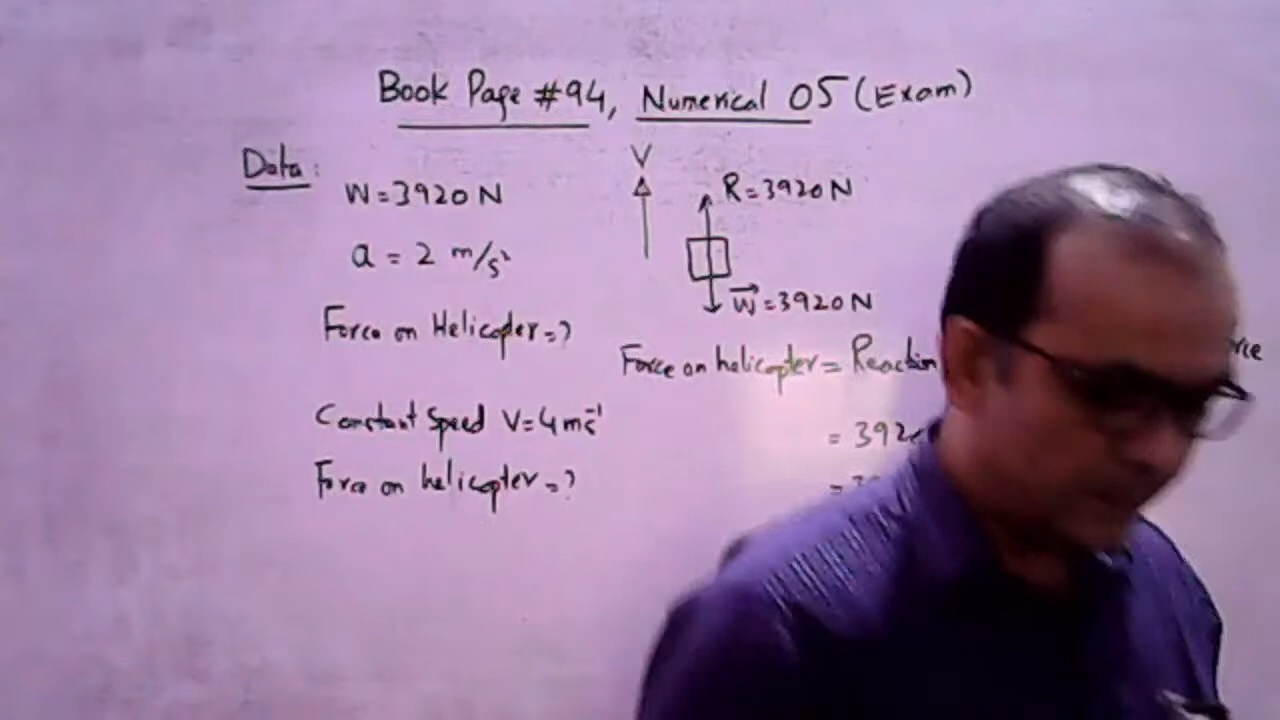 Book Page #94, Numerical 05 (Exam)
Data:
W = 3920 N
a = 2 m/s²
Force on Helicopter = ?
Constant Speed V = 4 ms⁻¹
Force on helicopter = ?
V
R = 3920 N
W⃗ = 3920 N
Force on helicopter = Reaction
= 392